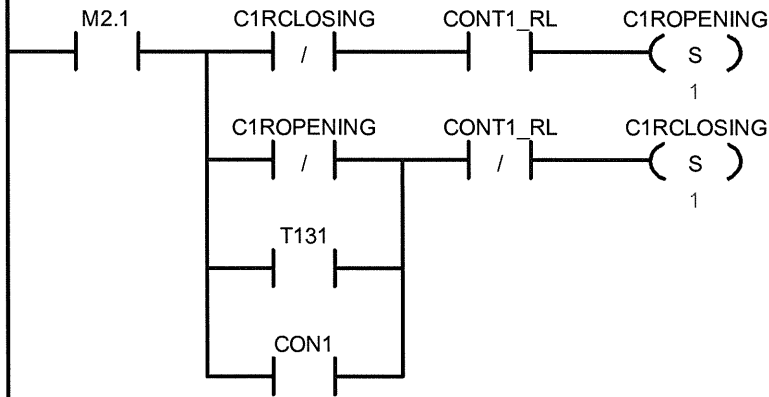 M2.1 C1RCLOSING CONT1_RL C1ROPENING
/ S
1
C1ROPENING CONT1_RL C1RCLOSING
/ / S
1
T131
CON1